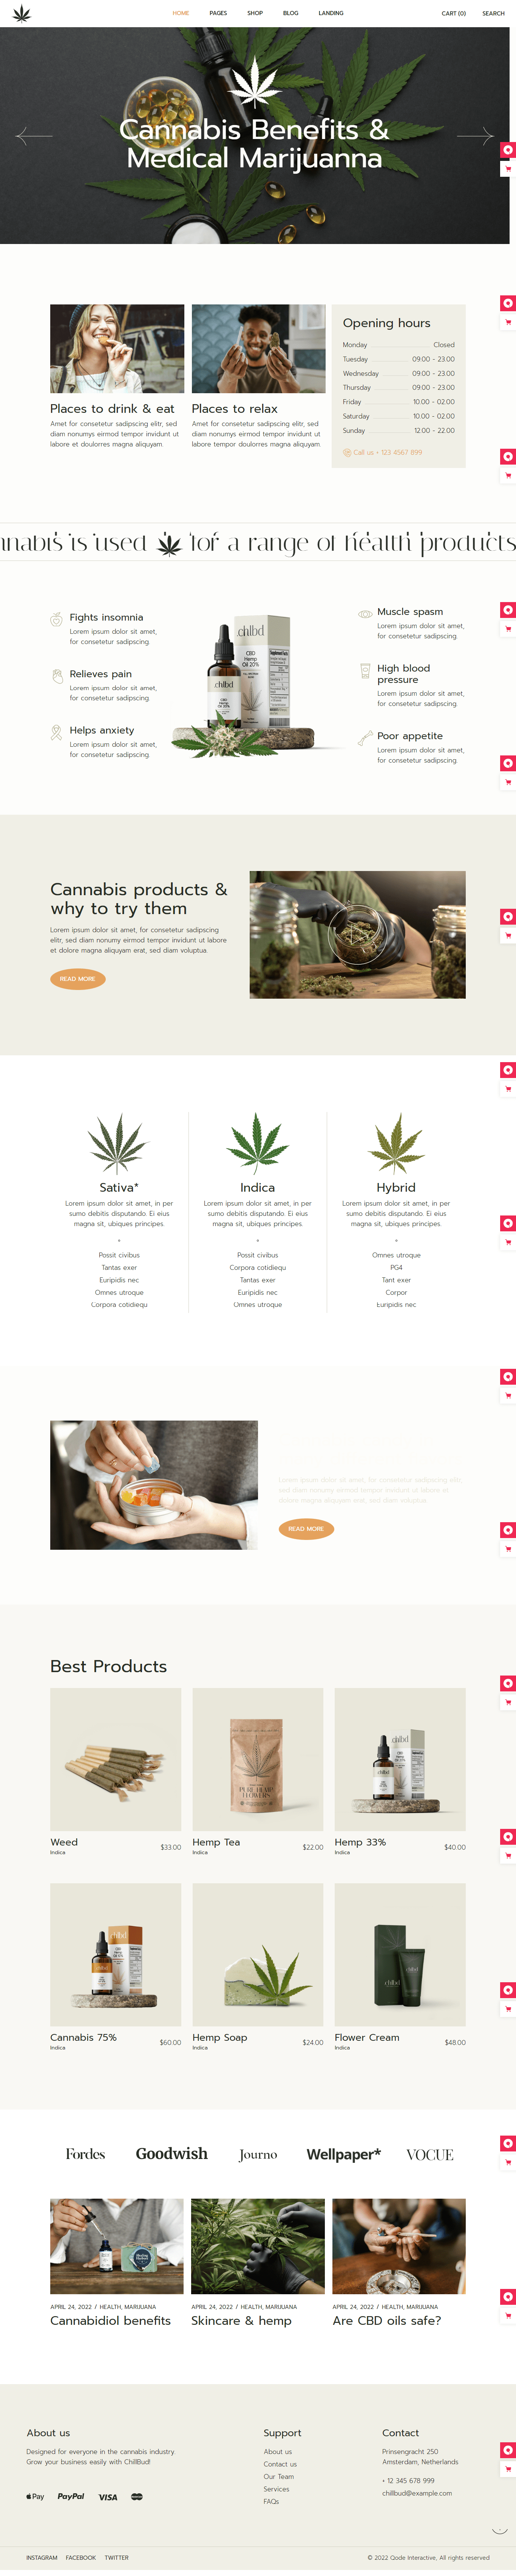 HOME PAGES SHOP BLOG LANDING CART (0) SEARCH
Cannabis Benefits &
Medical Marijuanna
Places to drink & eat
Amet for consetetur sadipscing elitr, sed
diam nonumys eirmod tempor invidunt ut
labore et doulorres magna aliquyam.
Places to relax
Amet for consetetur sadipscing elitr, sed
diam nonumys eirmod tempor invidunt ut
labore tempor doulorres magna aliquyam.
Opening hours
Monday Closed
Tuesday 09.00 - 23.00
Wednesday 09.00 - 23.00
Thursday 09.00 - 23.00
Friday 10.00 - 02.00
Saturday 10.00 - 02.00
Sunday 12.00 - 22.00
Call us + 123 4567 899
nnabis is used for a range of health products
Fights insomnia
Lorem ipsum dolor sit amet,
for consetetur sadipscing.
Relieves pain
Lorem ipsum dolor sit amet,
for consetetur sadipscing.
Helps anxiety
Lorem ipsum dolor sit amet,
for consetetur sadipscing.
.chlbd
CBD
Hemp
Oil 20%
.chlbd
CBD
Hemp
Oil 20%
Muscle spasm
Lorem ipsum dolor sit amet,
for consetetur sadipscing.
High blood
pressure
Lorem ipsum dolor sit amet,
for consetetur sadipscing.
Poor appetite
Lorem ipsum dolor sit amet,
for consetetur sadipscing.
Cannabis products &
why to try them
Lorem ipsum dolor sit amet, for consetetur sadipscing
elitr, sed diam nonumy eirmod tempor invidunt ut labore
et dolore magna aliquyam erat, sed diam voluptua.
READ MORE
Sativa*
Lorem ipsum dolor sit amet, in per
sumo debitis disputando. Ei eius
magna sit, ubiques principes.
Possit civibus
Tantas exer
Euripidis nec
Omnes utroque
Corpora cotidiequ
Indica
Lorem ipsum dolor sit amet, in per
sumo debitis disputando. Ei eius
magna sit, ubiques principes.
Possit civibus
Corpora cotidiequ
Tantas exer
Euripidis nec
Omnes utroque
Hybrid
Lorem ipsum dolor sit amet, in per
sumo debitis disputando. Ei eius
magna sit, ubiques principes.
Omnes utroque
PG4
Tant exer
Corpor
Euripidis nec
Lorem ipsum dolor sit amet, for consetetur sadipscing elitr,
sed diam nonumy eirmod tempor invidunt ut labore et
dolore magna aliquyam erat, sed diam voluptua.
READ MORE
Best Products
Weed $33.00
Indica
PURE HEMP
FLOWERS
Hemp Tea $22.00
Indica
Hemp 33% $40.00
Indica
Cannabis 75% $60.00
Indica
Hemp Soap $24.00
Indica
chlbd
Flower Cream $48.00
Indica
Fordes Goodwish Journo Wellpaper* VOGUE
APRIL 24, 2022 / HEALTH, MARIJUANA
Cannabidiol benefits
APRIL 24, 2022 / HEALTH, MARIJUANA
Skincare & hemp
APRIL 24, 2022 / HEALTH, MARIJUANA
Are CBD oils safe?
About us
Designed for everyone in the cannabis industry.
Grow your business easily with ChillBud!
Pay PayPal VISA
Support
About us
Contact us
Our Team
Services
FAQs
Contact
Prinsengracht 250
Amsterdam, Netherlands
+ 12 345 678 999
chillbud@example.com
INSTAGRAM FACEBOOK TWITTER
© 2022 Qode Interactive, All rights reserved